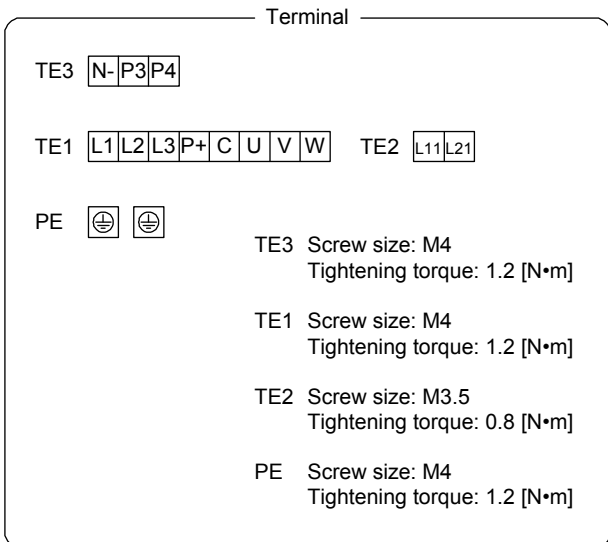 Terminal
TE3 N- P3 P4
TE1 L1 L2 L3 P+ C U V W TE2 L11 L21
PE
TE3 Screw size: M4
Tightening torque: 1.2 [N•m]
TE1 Screw size: M4
Tightening torque: 1.2 [N•m]
TE2 Screw size: M3.5
Tightening torque: 0.8 [N•m]
PE Screw size: M4
Tightening torque: 1.2 [N•m]